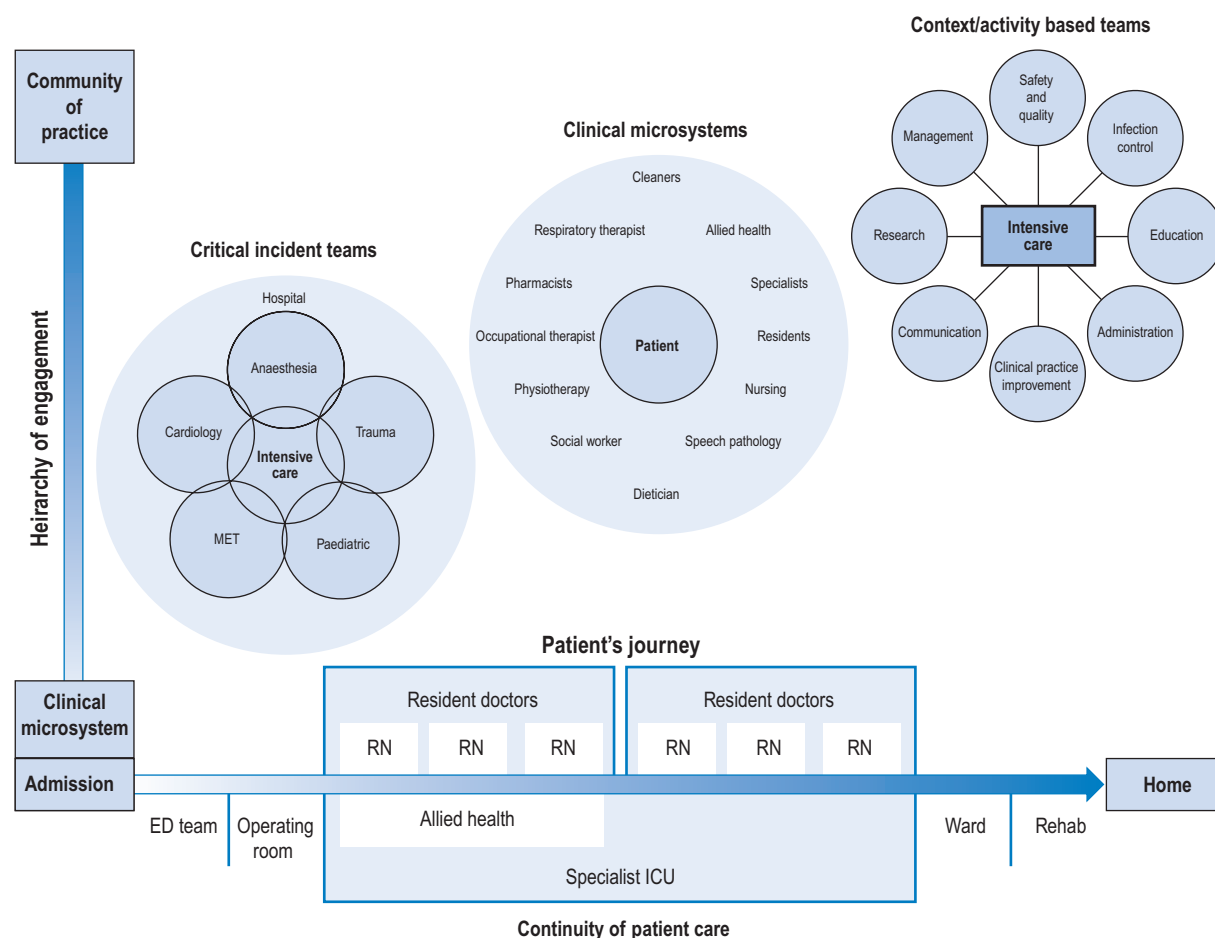 Context/activity based teams
Safety
and
quality
Management
Infection
control
Research
Intensive
care
Education
Communication
Administration
Clinical practice
improvement
Community
of
practice
Heirarchy of engagement
Clinical microsystems
Cleaners
Respiratory therapist
Allied health
Pharmacists
Specialists
Occupational therapist
Patient
Residents
Physiotherapy
Nursing
Social worker
Speech pathology
Dietician
Critical incident teams
Hospital
Anaesthesia
Cardiology
Trauma
Intensive
care
MET
Paediatric
Patient's journey
Clinical
microsystem
Admission
Resident doctors
Resident doctors
RN
RN
RN
RN
RN
RN
Home
ED team
Operating
room
Allied health
Ward
Rehab
Specialist ICU
Continuity of patient care